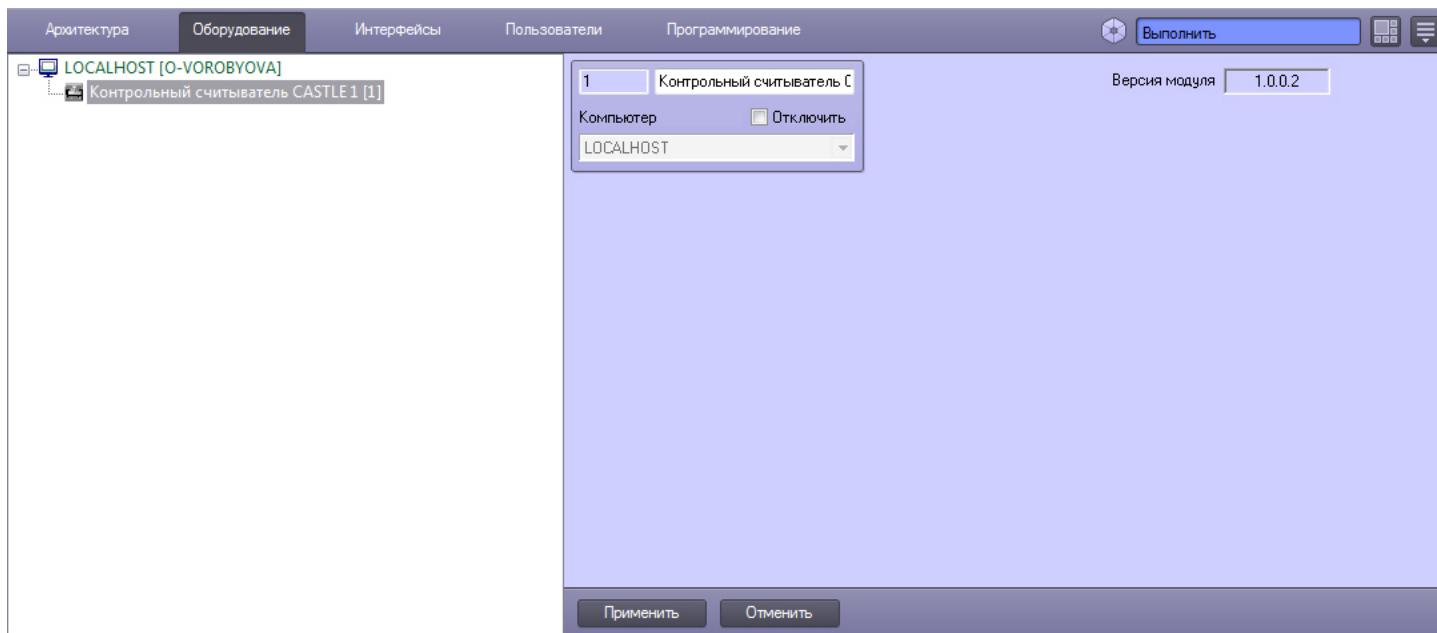 Архитектура Оборудование Интерфейсы Пользователи Программирование Выполнить
LOCALHOST [O-VOROBYOVA]
Контрольный считыватель CASTLE 1 [1]
1 Контрольный считыватель C
Версия модуля 1.0.0.2
Компьютер Отключить
LOCALHOST
Применить Отменить